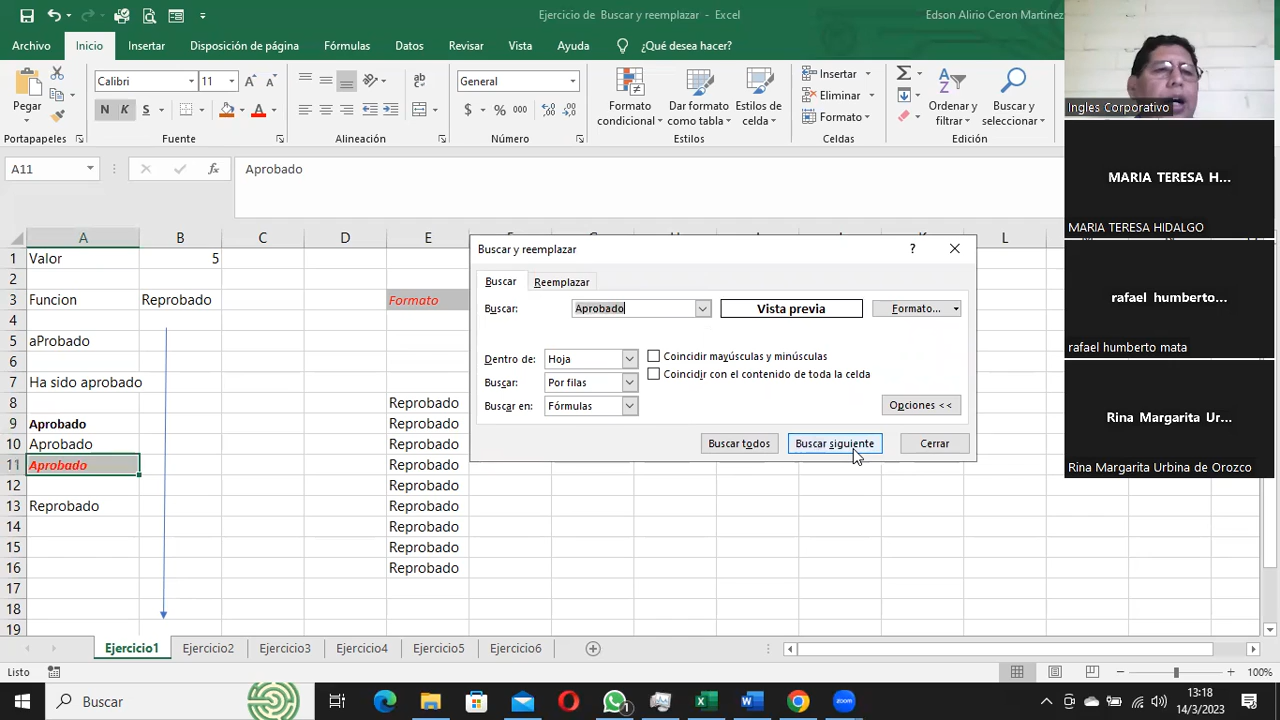 Ejercicio de Buscar y reemplazar - Excel
Edson Alirio Ceron Martinez
Archivo Inicio Insertar Disposición de página Fórmulas Datos Revisar Vista Ayuda ¿Qué desea hacer?
Pegar
Calibri 11
N K S
General
$ % 000
Formato condicional
Dar formato como tabla
Estilos de celda
Insertar
Eliminar
Formato
Ordenar y filtrar
Buscar y seleccionar
Portapapeles Fuente Alineación Número Estilos Celdas Edición
A11 fx Aprobado
A B C D E L
1 Valor 5
2
3 Funcion Reprobado Formato
4
5 aProbado
6
7 Ha sido aprobado
8 Reprobado
9 Aprobado Reprobado
10 Aprobado Reprobado
11 Aprobado Reprobado
12 Reprobado
13 Reprobado Reprobado
14 Reprobado
15 Reprobado
16 Reprobado
17
18
19
Buscar y reemplazar ?
Buscar Reemplazar
Buscar: Aprobado Vista previa Formato...
Dentro de: Hoja Coincidir mayúsculas y minúsculas
Buscar: Por filas Coincidir con el contenido de toda la celda
Buscar en: Fórmulas Opciones <<
Buscar todos Buscar siguiente Cerrar
Ingles Corporativo
MARIA TERESA H...
MARIA TERESA HIDALGO
rafael humberto...
rafael humberto mata
Rina Margarita Ur...
Rina Margarita Urbina de Orozco
Ejercicio1 Ejercicio2 Ejercicio3 Ejercicio4 Ejercicio5 Ejercicio6
Listo 100%
Buscar
1
13:18
14/3/2023